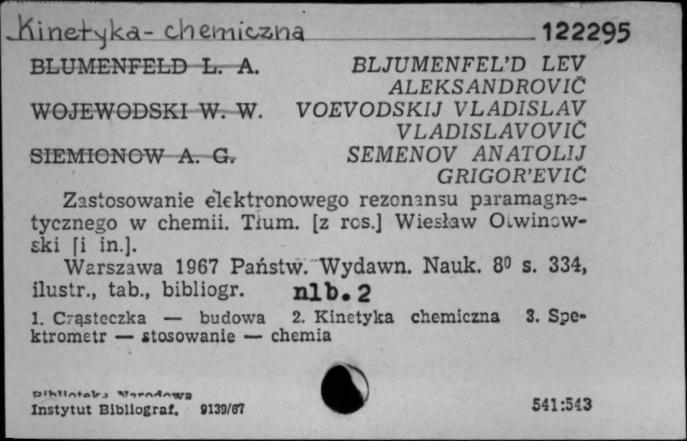 Kinetyka - chemiczna 122295
BLUMENFELD L. A. BLJUMENFEL'D LEV
ALEKSANDROVIČ
WOJEWODSKI W. W. VOEVODSKIJ VLADISLAV
VLADISLAVOVIČ
SIEMIONOW A. G. SEMENOV ANATOLIJ
GRIGOR'EVIČ
Zastosowanie elektronowego rezonansu paramagne-
tycznego w chemii. Tłum. [z ros.] Wiesław Otwinow-
ski [i in.].
Warszawa 1967 Państw. Wydawn. Nauk. 8⁰ s. 334,
ilustr., tab., bibliogr. nlb. 2
1. Cząsteczka — budowa 2. Kinetyka chemiczna 3. Spe-
ktrometr — stosowanie — chemia
Biblioteka Narodowa
Instytut Bibliograf. 9139/67 541:543